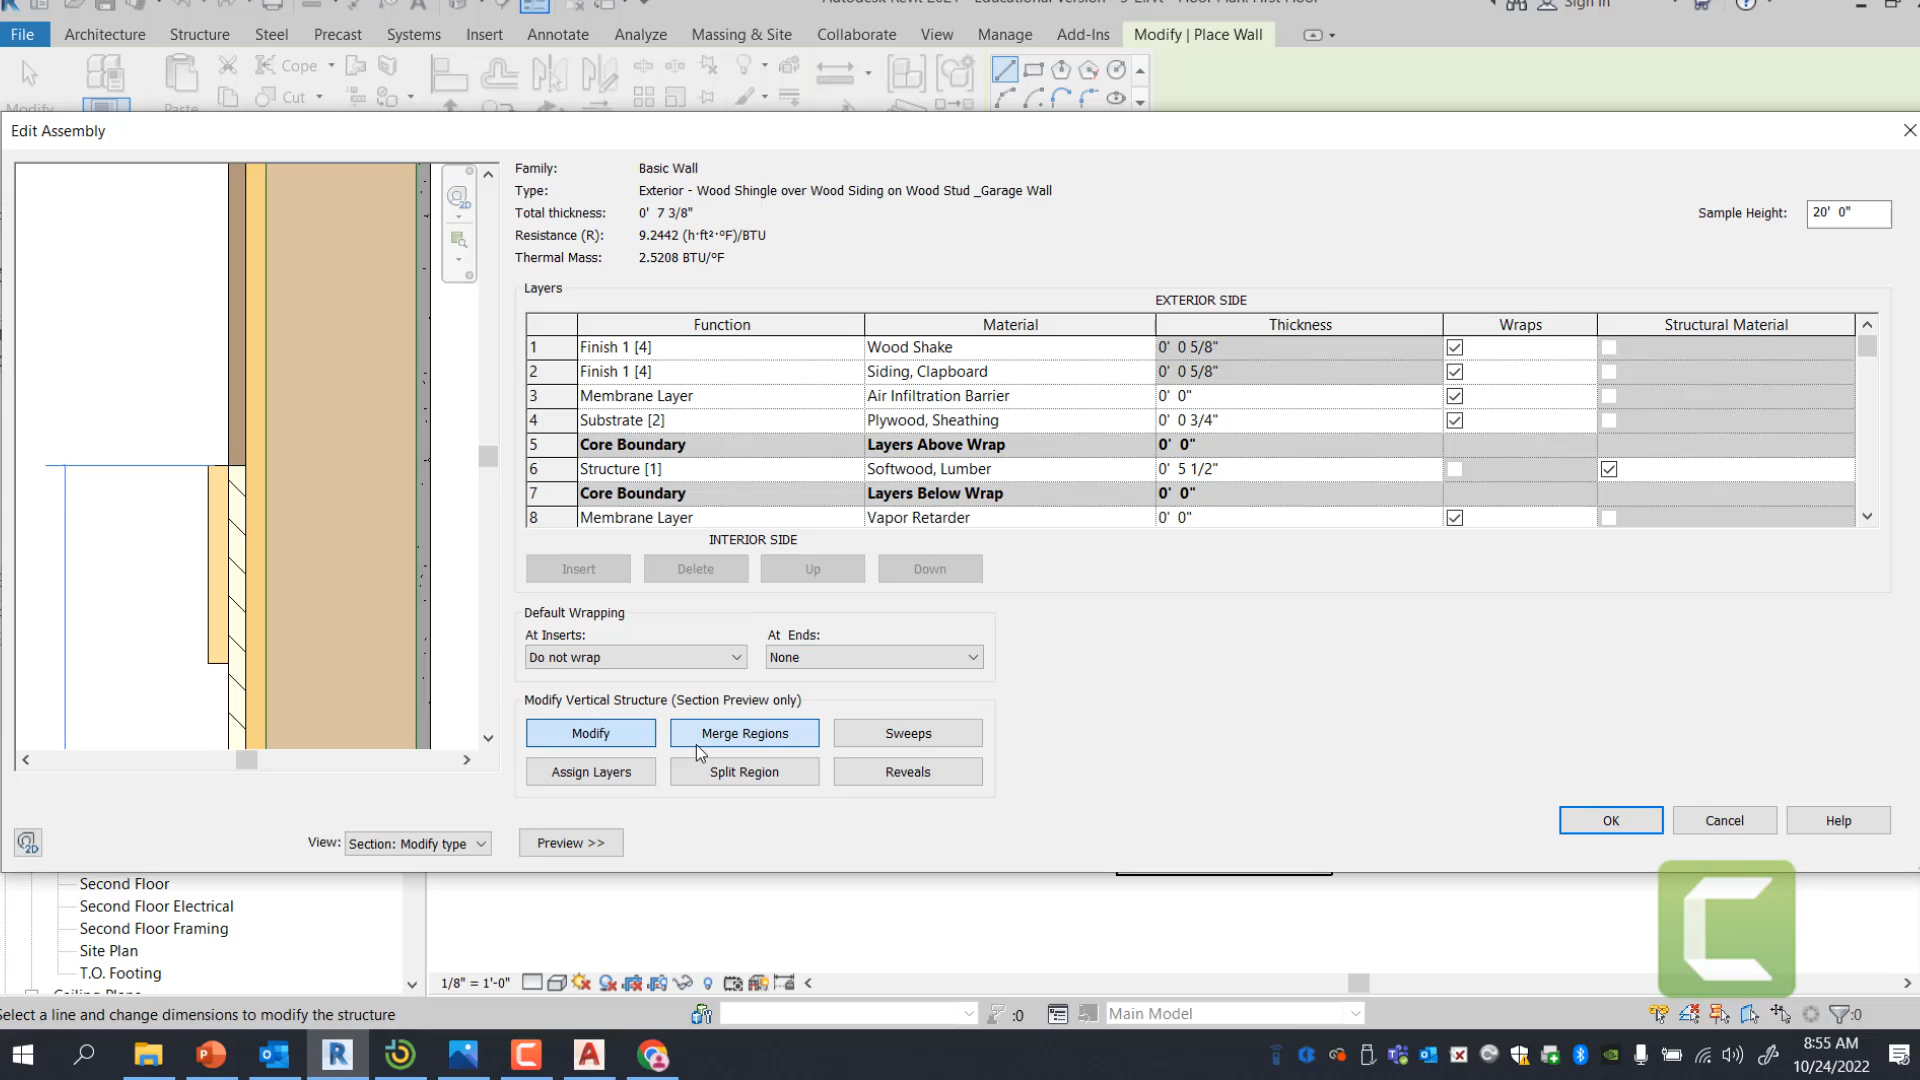 File Architecture Structure Steel Precast Systems Insert Annotate Analyze Massing & Site Collaborate View Manage Add-Ins Modify | Place Wall
Sign In
Cope
Cut
Modify
Paste
Edit Assembly
Family: Basic Wall
Type: Exterior - Wood Shingle over Wood Siding on Wood Stud _Garage Wall
Total thickness: 0' 7 3/8"
Sample Height: 20' 0"
Resistance (R): 9.2442 (h·ft²·°F)/BTU
Thermal Mass: 2.5208 BTU/°F
Layers
EXTERIOR SIDE
Function Material Thickness Wraps Structural Material
1 Finish 1 [4] Wood Shake 0' 0 5/8"
2 Finish 1 [4] Siding, Clapboard 0' 0 5/8"
3 Membrane Layer Air Infiltration Barrier 0' 0"
4 Substrate [2] Plywood, Sheathing 0' 0 3/4"
5 Core Boundary Layers Above Wrap 0' 0"
6 Structure [1] Softwood, Lumber 0' 5 1/2"
7 Core Boundary Layers Below Wrap 0' 0"
8 Membrane Layer Vapor Retarder 0' 0"
INTERIOR SIDE
Insert Delete Up Down
Default Wrapping
At Inserts: At Ends:
Do not wrap None
Modify Vertical Structure (Section Preview only)
Modify Merge Regions Sweeps
Assign Layers Split Region Reveals
OK Cancel Help
View: Section: Modify type Preview >>
Second Floor
Second Floor Electrical
Second Floor Framing
Site Plan
T.O. Footing
1/8" = 1'-0"
Select a line and change dimensions to modify the structure
:0 Main Model :0
8:55 AM
10/24/2022